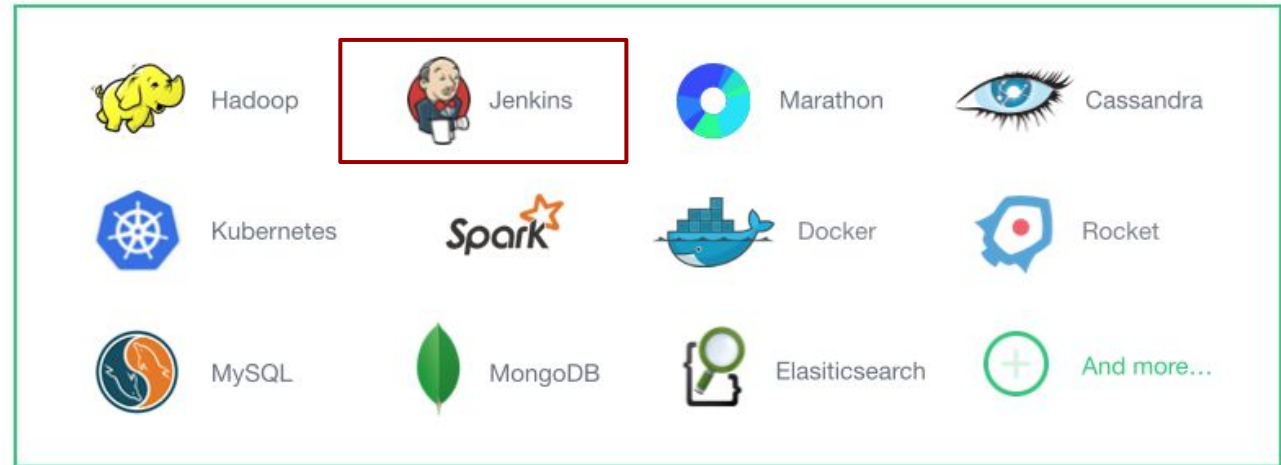 Hadoop
Jenkins
Marathon
Cassandra
Kubernetes
Spark
Docker
Rocket
MySQL
MongoDB
Elasiticsearch
And more...